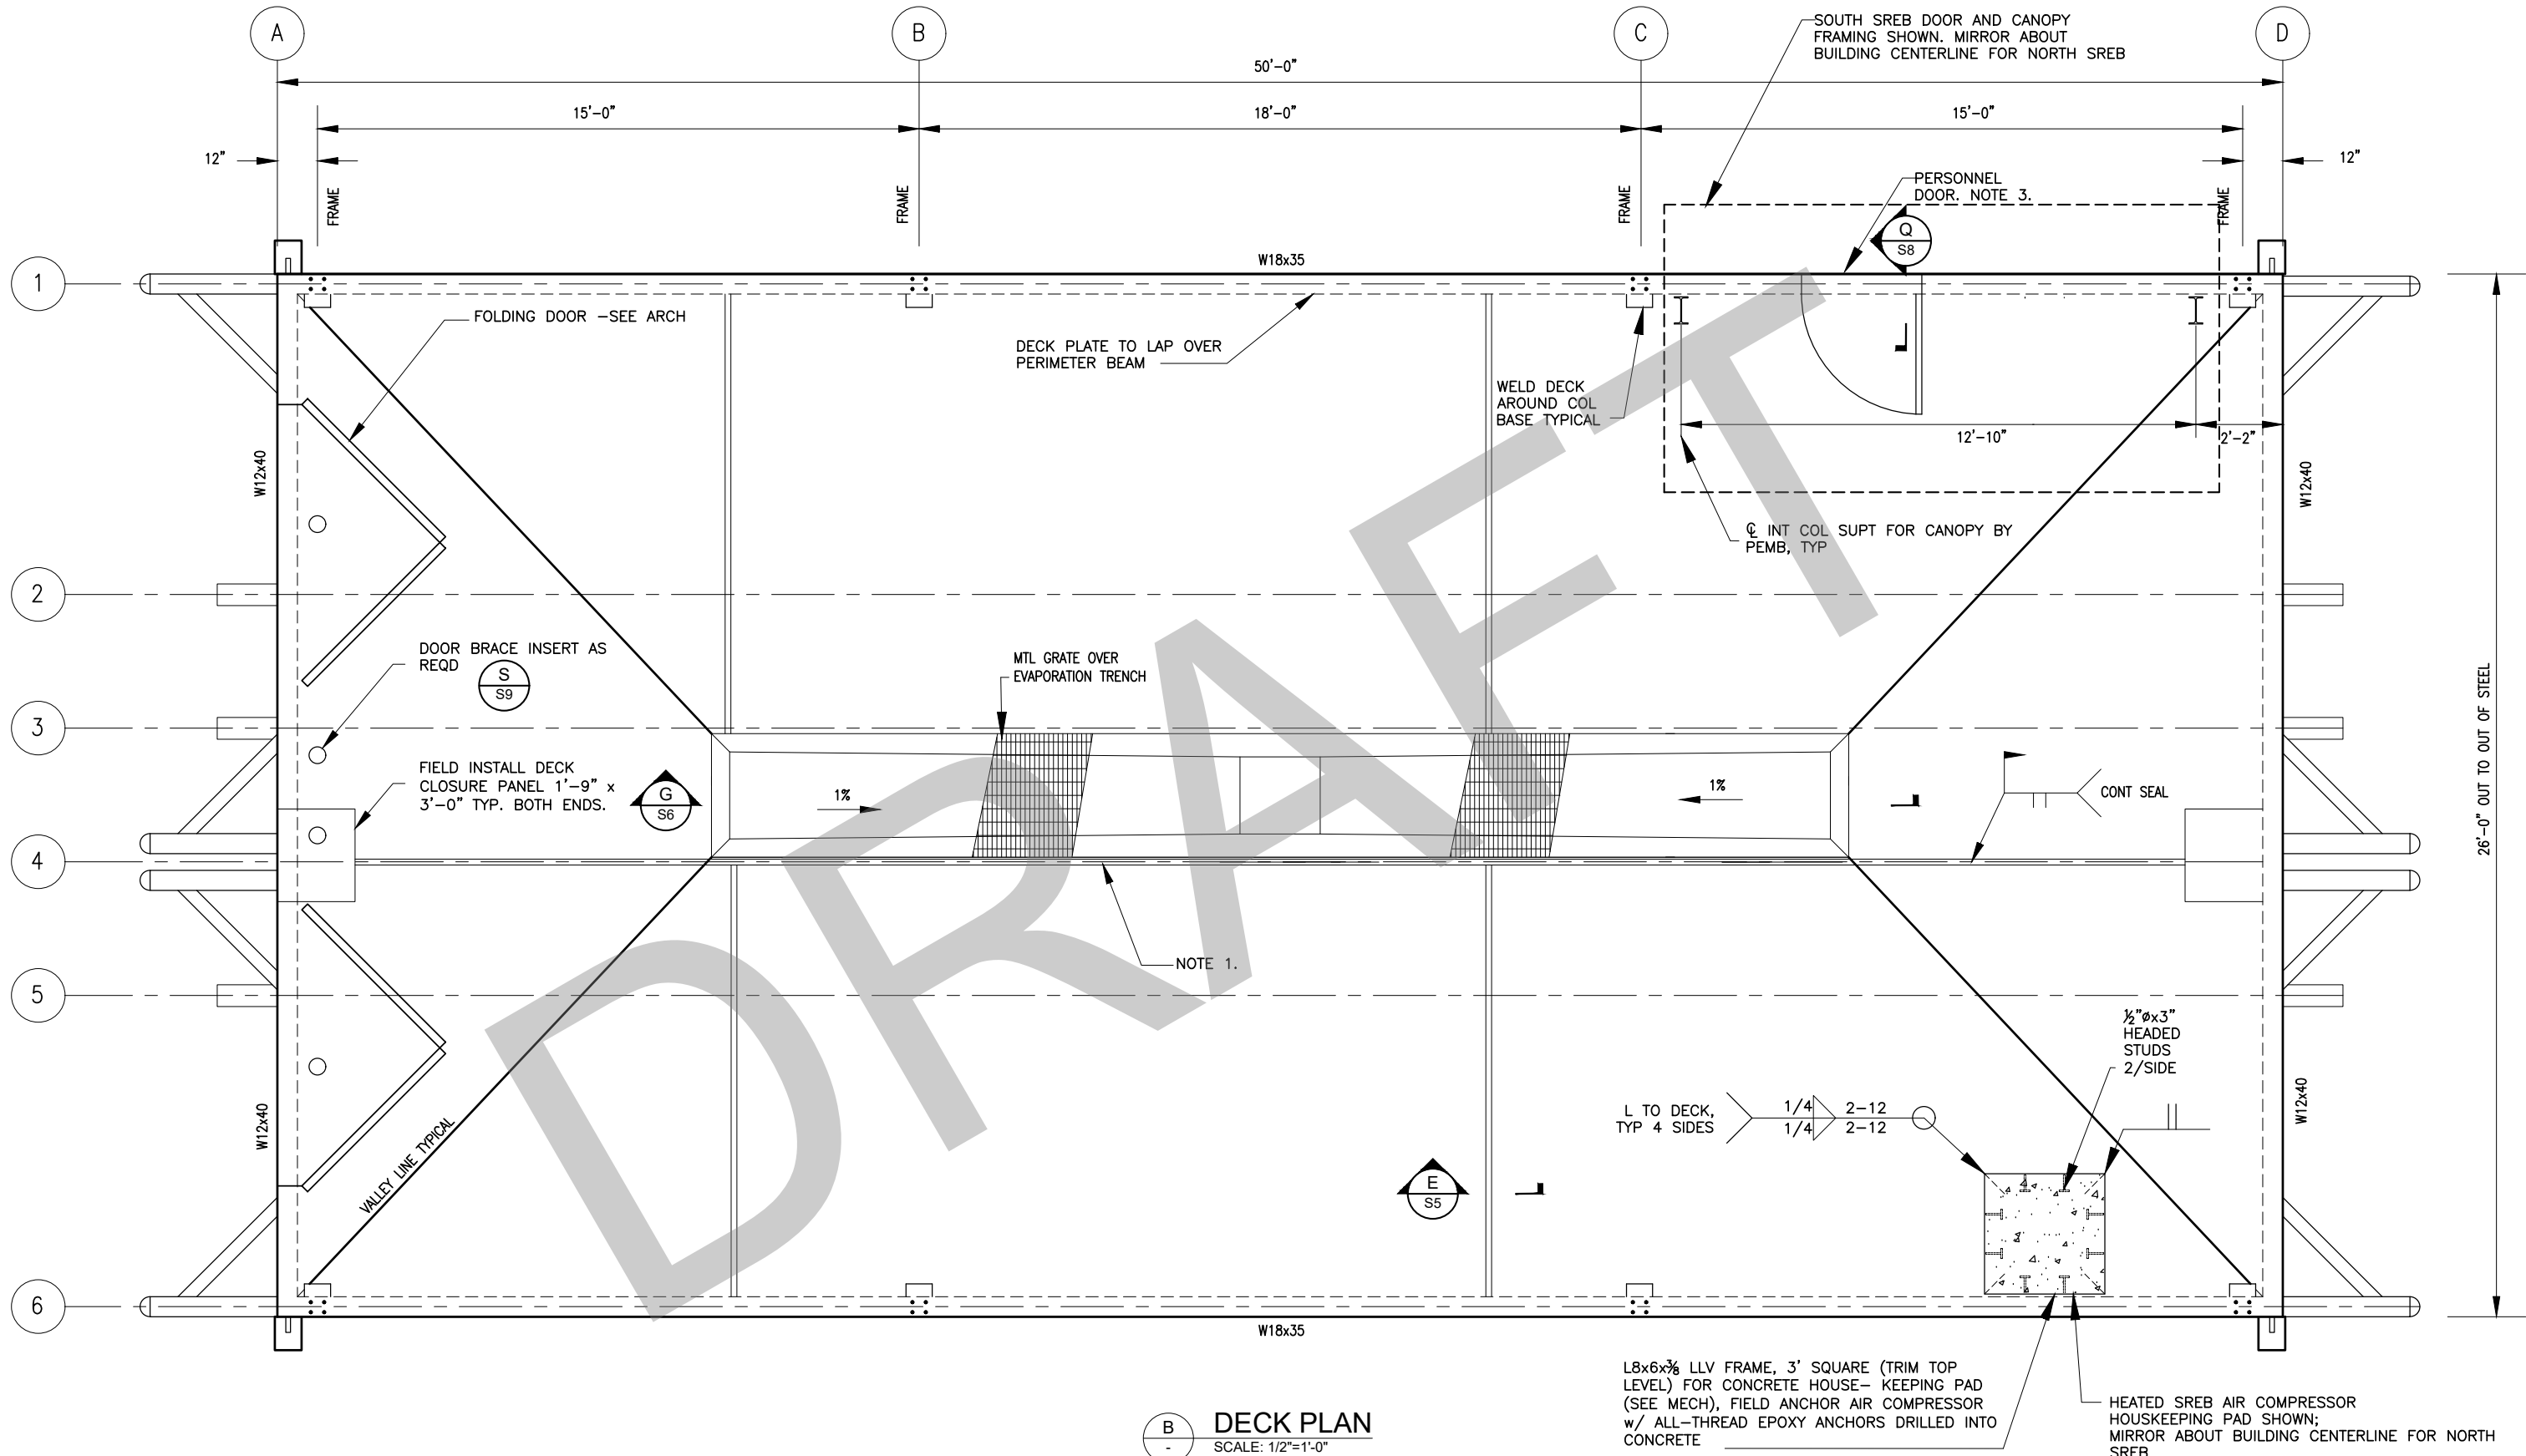 A
B
C
D
SOUTH SREB DOOR AND CANOPY
FRAMING SHOWN. MIRROR ABOUT
BUILDING CENTERLINE FOR NORTH SREB
50'-0"
15'-0"
18'-0"
15'-0"
12"
12"
FRAME
FRAME
FRAME
FRAME
PERSONNEL
DOOR. NOTE 3.
Q
S8
1
W18x35
FOLDING DOOR -SEE ARCH
DECK PLATE TO LAP OVER
PERIMETER BEAM
WELD DECK
AROUND COL
BASE TYPICAL
12'-10"
2'-2"
W12x40
W12x40
℄ INT COL SUPT FOR CANOPY BY
PEMB, TYP
2
DOOR BRACE INSERT AS
REQD
S
S9
MTL GRATE OVER
EVAPORATION TRENCH
26'-0" OUT TO OUT OF STEEL
3
FIELD INSTALL DECK
CLOSURE PANEL 1'-9" x
3'-0" TYP. BOTH ENDS.
G
S6
1%
1%
CONT SEAL
4
NOTE 1.
5
½"øx3"
HEADED
STUDS
2/SIDE
L TO DECK,
TYP 4 SIDES
1/4
2-12
1/4
2-12
W12x40
W12x40
VALLEY LINE TYPICAL
E
S5
6
W18x35
L8x6x⅜ LLV FRAME, 3' SQUARE (TRIM TOP
LEVEL) FOR CONCRETE HOUSE- KEEPING PAD
(SEE MECH), FIELD ANCHOR AIR COMPRESSOR
w/ ALL-THREAD EPOXY ANCHORS DRILLED INTO
CONCRETE
HEATED SREB AIR COMPRESSOR
HOUSKEEPING PAD SHOWN;
MIRROR ABOUT BUILDING CENTERLINE FOR NORTH
SREB
B
-
DECK PLAN
SCALE: 1/2"=1'-0"
DRAFT